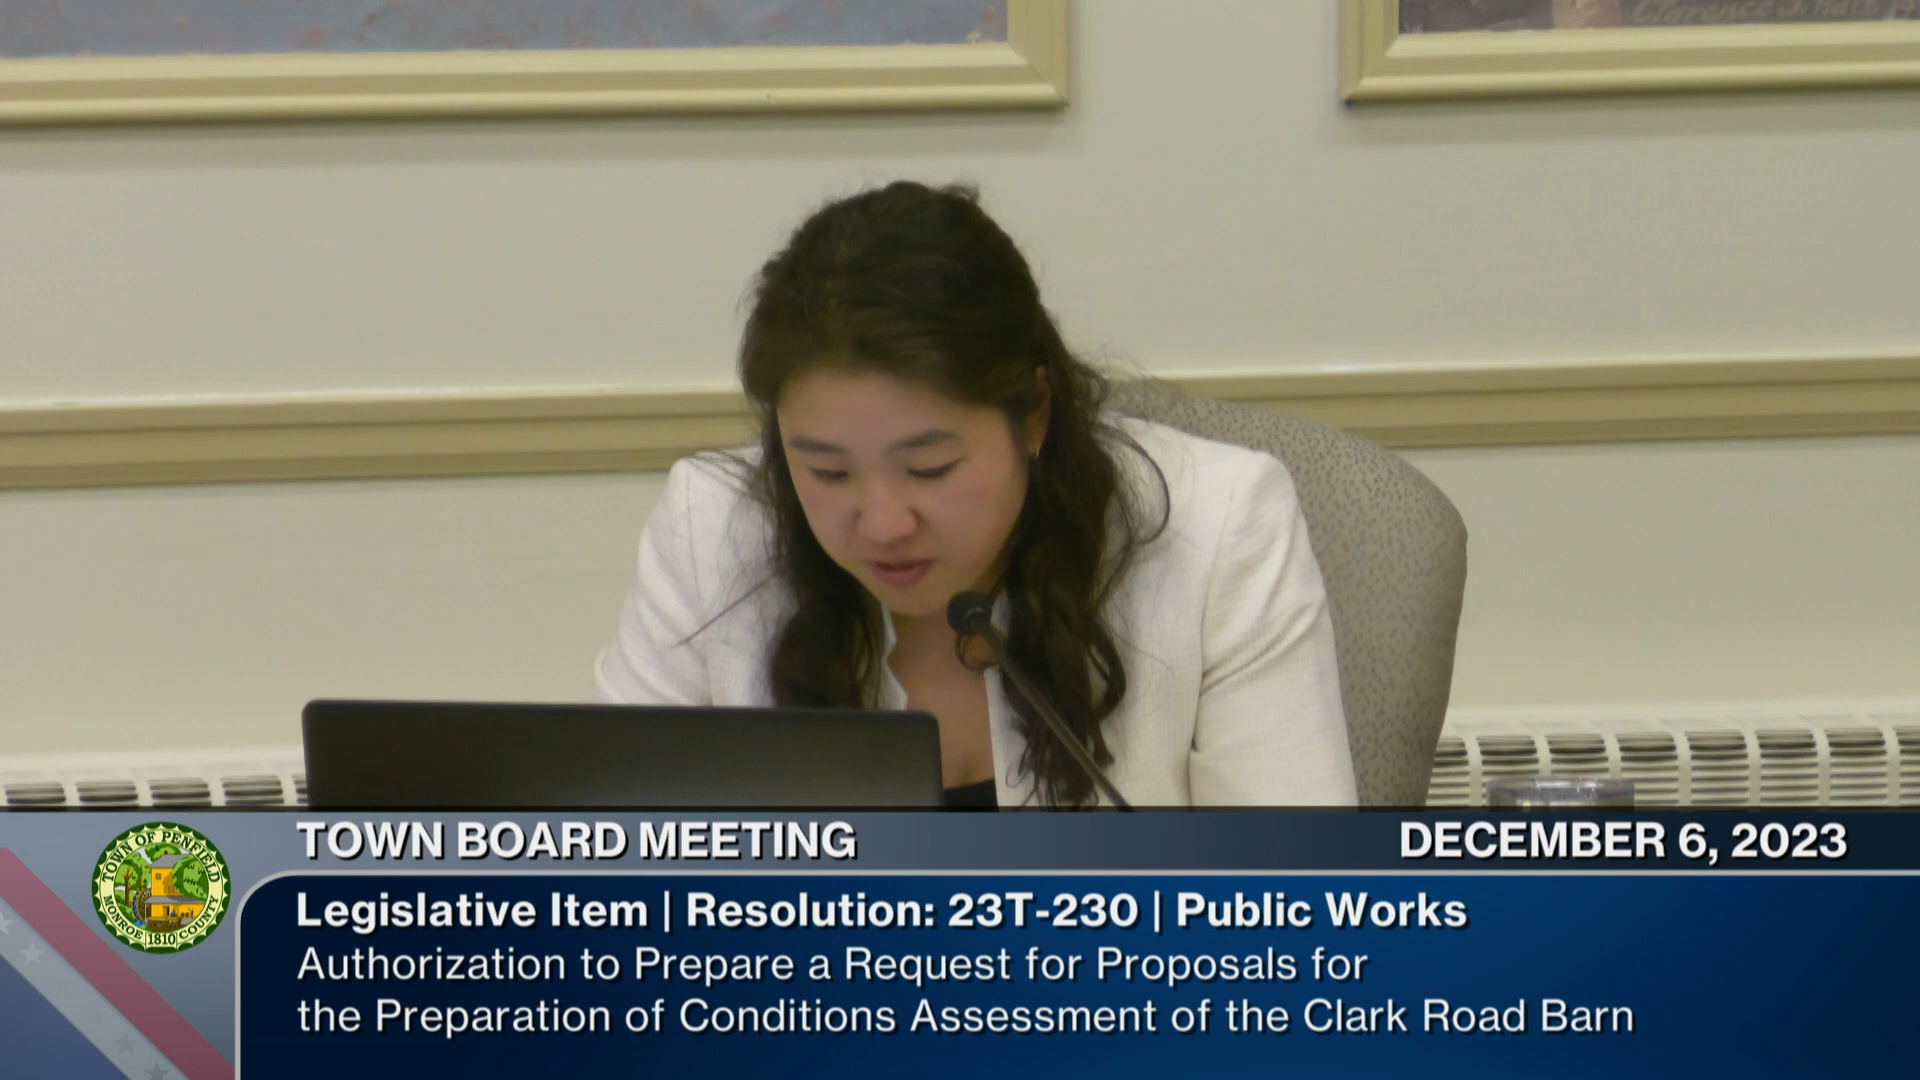 Clarence S. 
TOWN BOARD MEETING
DECEMBER 6, 2023
TOWN OF PENFIELD
MONROE COUNTY
1810
Legislative Item | Resolution: 23T-230 | Public Works
Authorization to Prepare a Request for Proposals for
the Preparation of Conditions Assessment of the Clark Road Barn